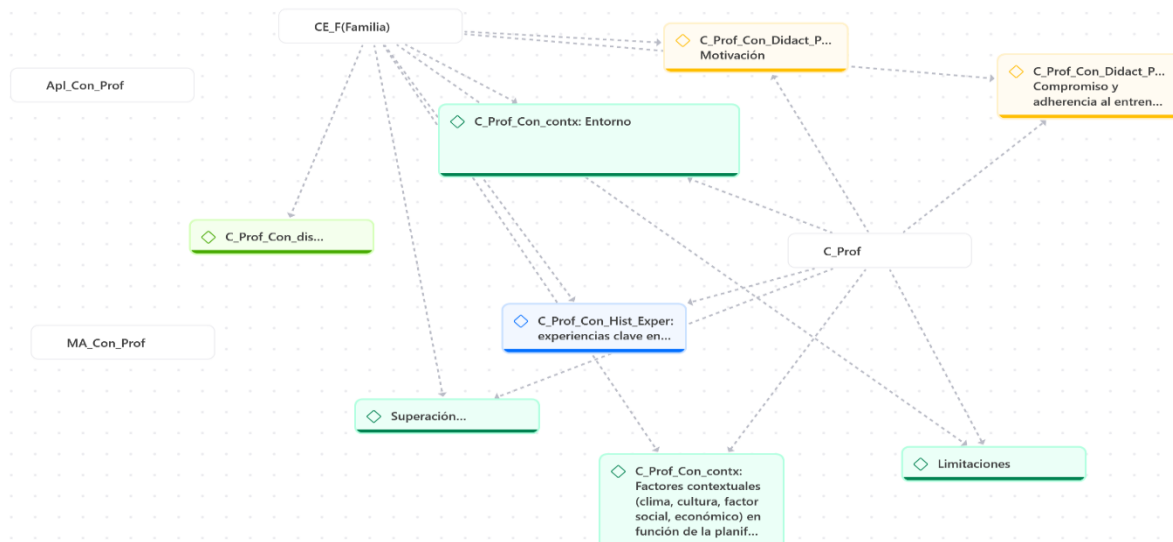 CE_F(Familia)
C_Prof_Con_Didact_P...
Motivación
C_Prof_Con_Didact_P...
Compromiso y
adherencia al entren...
Apl_Con_Prof
C_Prof_Con_contx: Entorno
C_Prof_Con_dis...
C_Prof
C_Prof_Con_Hist_Exper:
experiencias clave en...
MA_Con_Prof
Superación...
Limitaciones
C_Prof_Con_contx:
Factores contextuales
(clima, cultura, factor
social, económico) en
función de la planif...